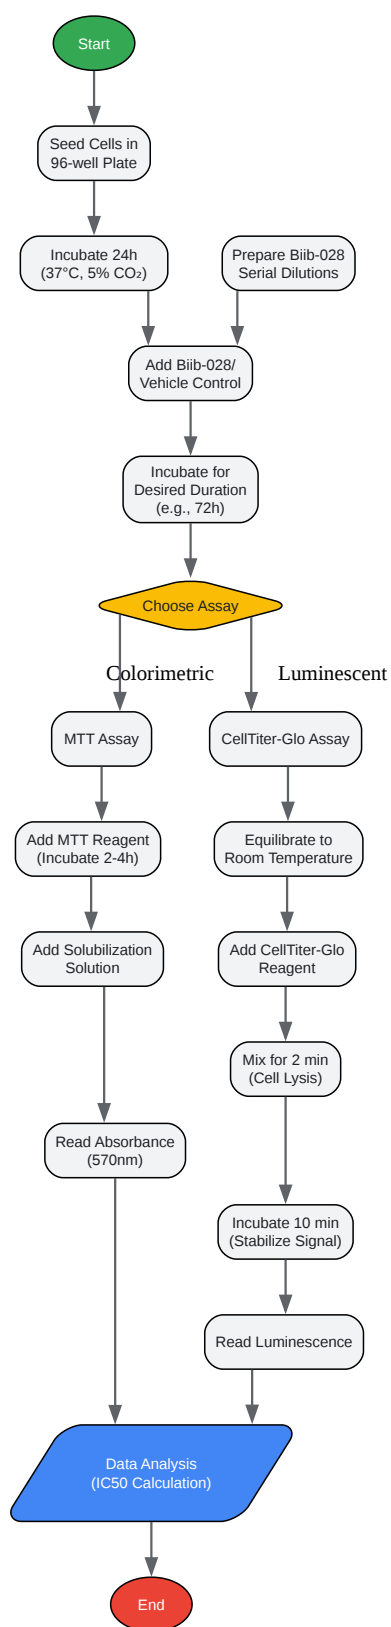 Start
Seed Cells in
96-well Plate
Incubate 24h
(37°C, 5% CO₂)
Prepare Biib-028
Serial Dilutions
Add Biib-028/
Vehicle Control
Incubate for
Desired Duration
(e.g., 72h)
Choose Assay
Colorimetric
Luminescent
MTT Assay
CellTiter-Glo Assay
Add MTT Reagent
(Incubate 2-4h)
Equilibrate to
Room Temperature
Add Solubilization
Solution
Add CellTiter-Glo
Reagent
Mix for 2 min
(Cell Lysis)
Read Absorbance
(570nm)
Incubate 10 min
(Stabilize Signal)
Read Luminescence
Data Analysis
(IC50 Calculation)
End